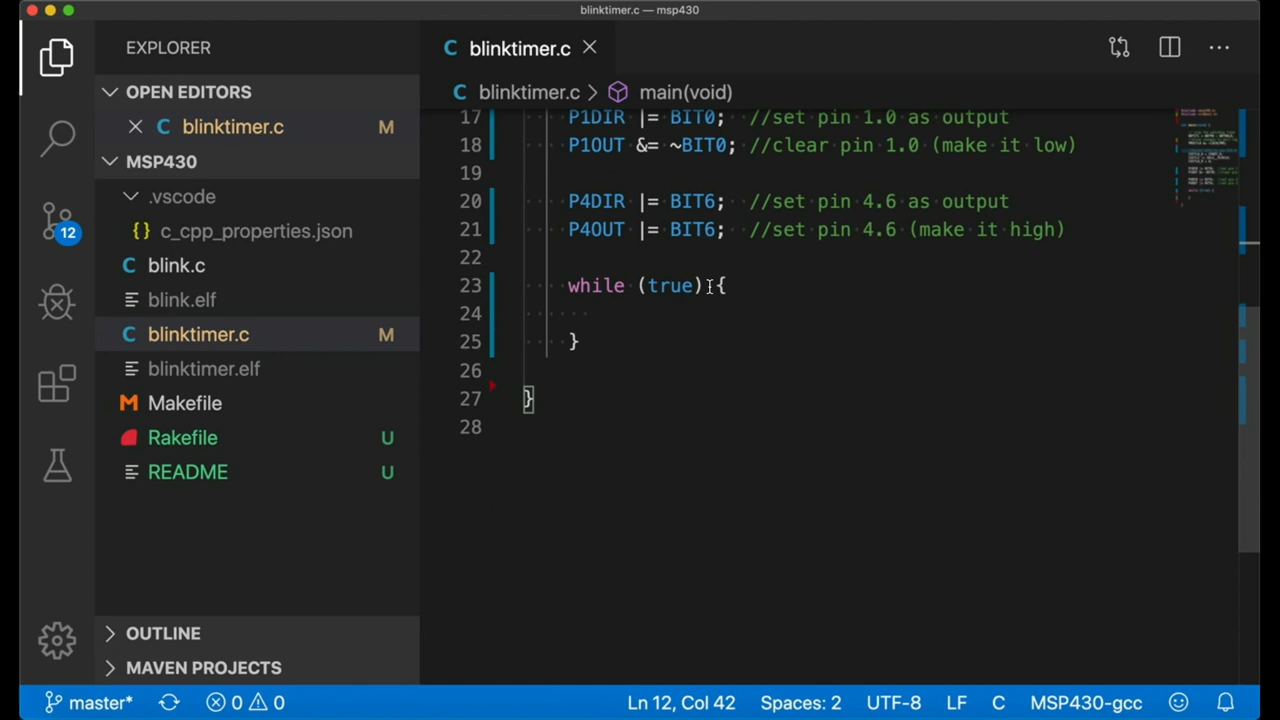 blinktimer.c — msp430
EXPLORER
OPEN EDITORS
blinktimer.c M
MSP430
.vscode
{} c_cpp_properties.json
C blink.c
blink.elf
C blinktimer.c M
blinktimer.elf
M Makefile
Rakefile U
README U
OUTLINE
MAVEN PROJECTS
12
C blinktimer.c
C blinktimer.c > main(void)
17 P1DIR |= BIT0; //set pin 1.0 as output
18 P1OUT &= ~BIT0; //clear pin 1.0 (make it low)
19
20 P4DIR |= BIT6; //set pin 4.6 as output
21 P4OUT |= BIT6; //set pin 4.6 (make it high)
22
23 while (true) {
24
25 }
26
27 }
28
master* 0 0 Ln 12, Col 42 Spaces: 2 UTF-8 LF C MSP430-gcc